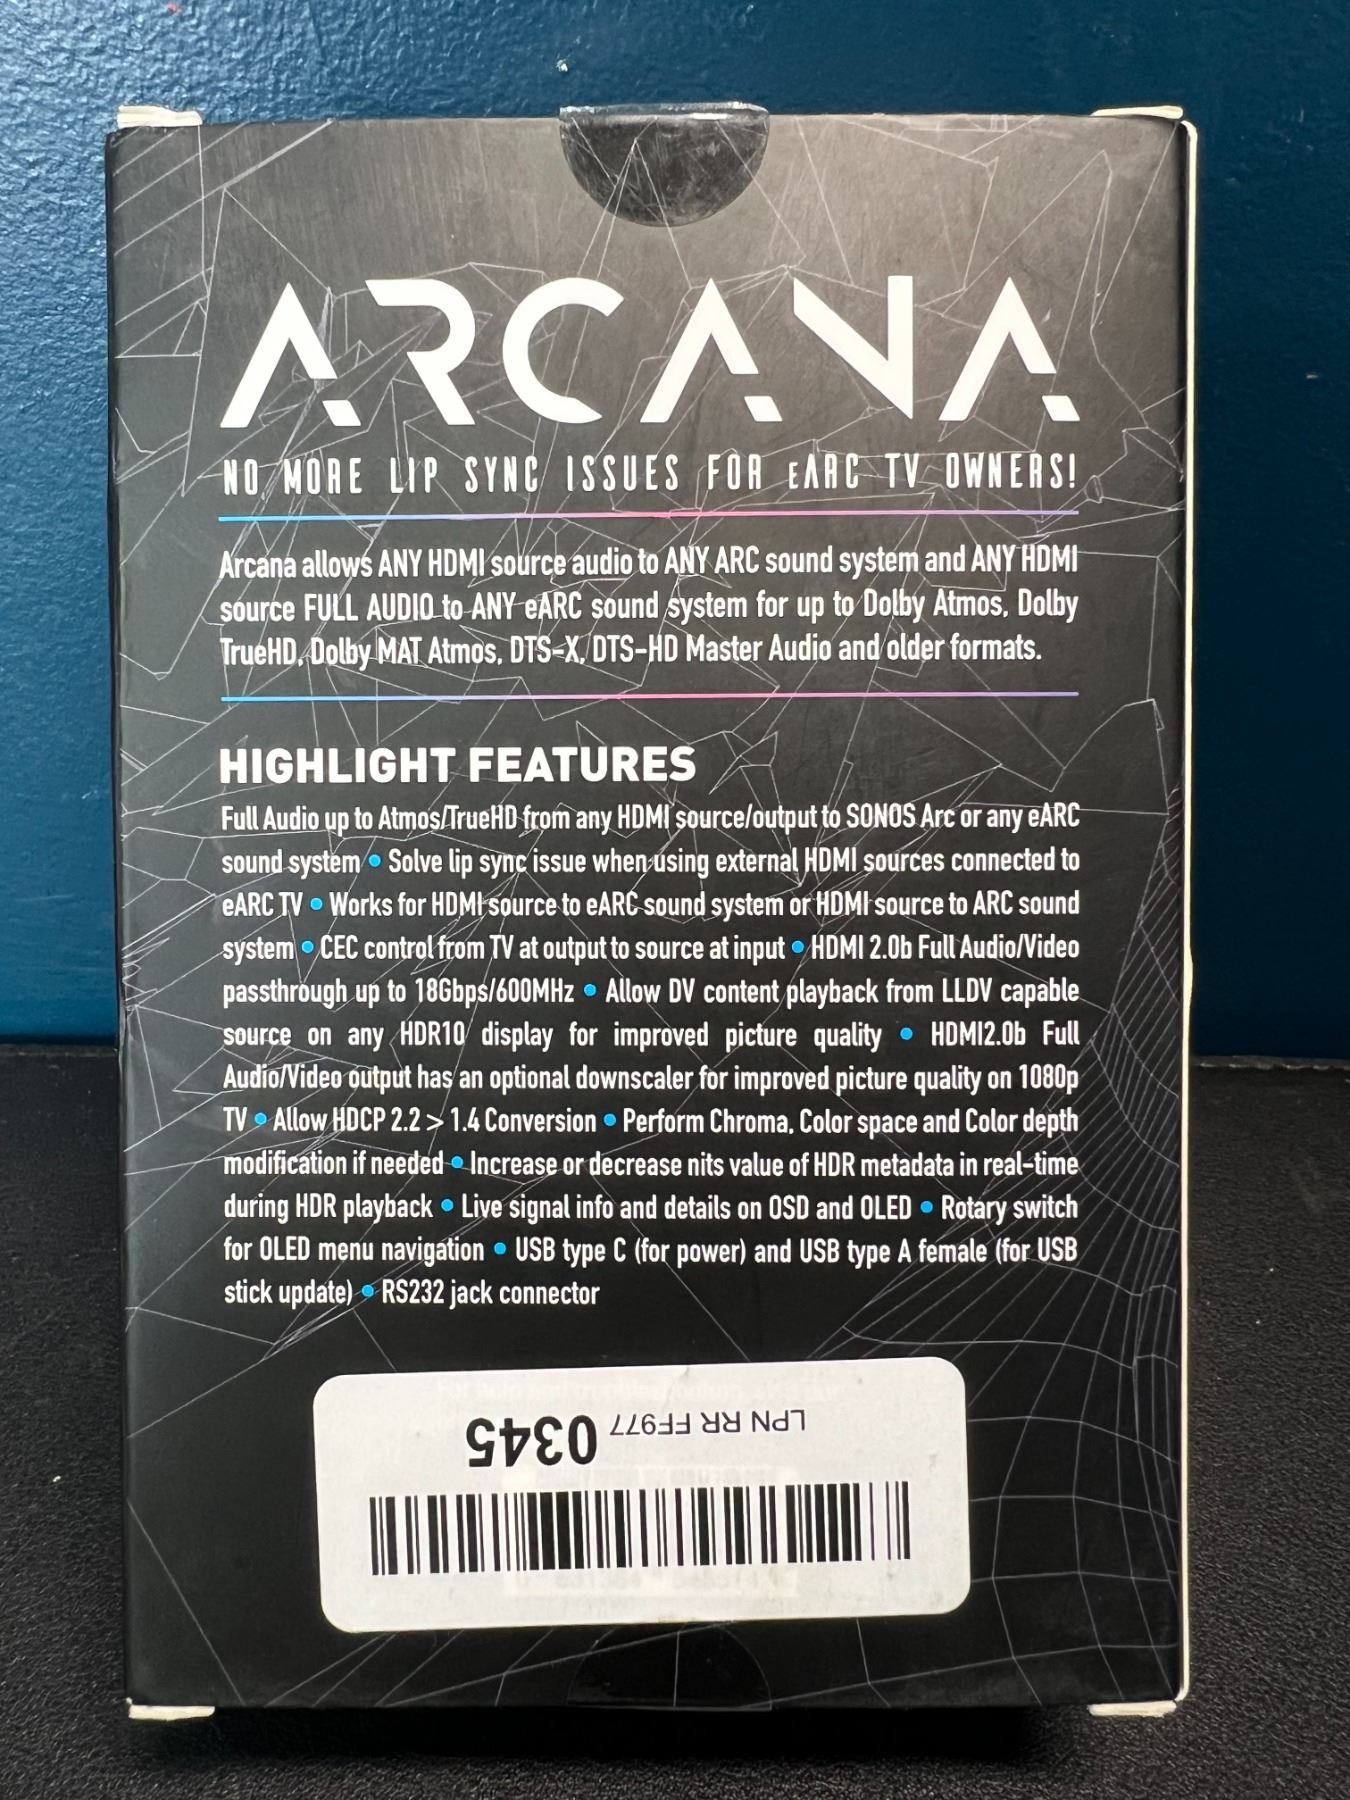 ARCANA
NO MORE LIP SYNC ISSUES FOR eARC TV OWNERS!
Arcana allows ANY HDMI source audio to ANY ARC sound system and ANY HDMI
source FULL AUDIO to ANY eARC sound system for up to Dolby Atmos, Dolby
TrueHD, Dolby MAT Atmos, DTS-X, DTS-HD Master Audio and older formats.
HIGHLIGHT FEATURES
Full Audio up to Atmos/TrueHD from any HDMI source/output to SONOS Arc or any eARC
sound system • Solve lip sync issue when using external HDMI sources connected to
eARC TV • Works for HDMI source to eARC sound system or HDMI source to ARC sound
system • CEC control from TV at output to source at input • HDMI 2.0b Full Audio/Video
passthrough up to 18Gbps/600MHz • Allow DV content playback from LLDV capable
source on any HDR10 display for improved picture quality • HDMI2.0b Full
Audio/Video output has an optional downscaler for improved picture quality on 1080p
TV • Allow HDCP 2.2 > 1.4 Conversion • Perform Chroma, Color space and Color depth
modification if needed • Increase or decrease nits value of HDR metadata in real-time
during HDR playback • Live signal info and details on OSD and OLED • Rotary switch
for OLED menu navigation • USB type C (for power) and USB type A female (for USB
stick update) • RS232 jack connector
LPN RR FF977 0345